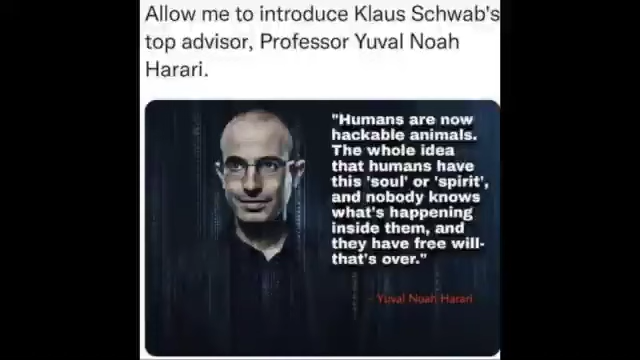 Allow me to introduce Klaus Schwab's
top advisor, Professor Yuval Noah
Harari.
"Humans are now
hackable animals.
The whole idea
that humans have
this 'soul' or 'spirit',
and nobody knows
what's happening
inside them, and
they have free will-
that's over."
- Yuval Noah Harari